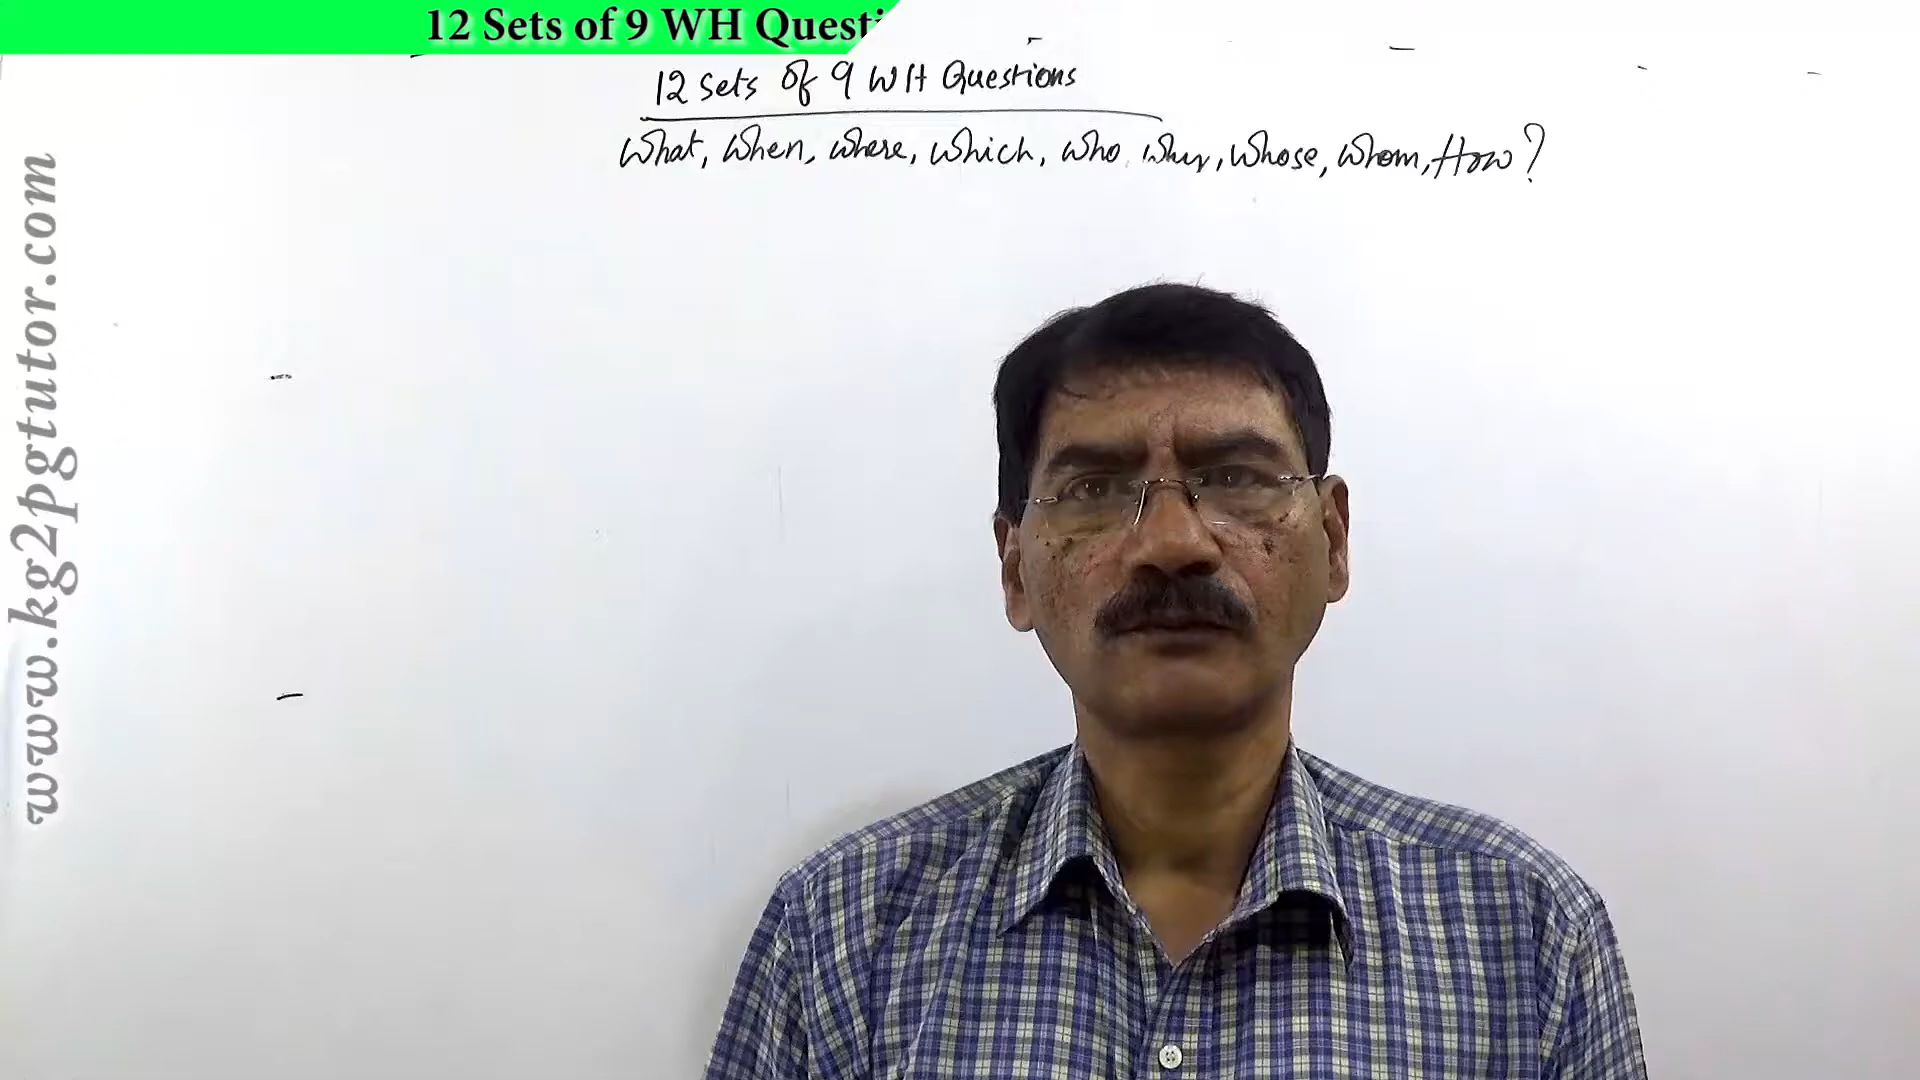 12 Sets of 9 WH Questi
12 Sets of 9 WH Questions
What, When, Where, Which, Who, Why, Whose, Whom, How?
www.kg2pgtutor.com